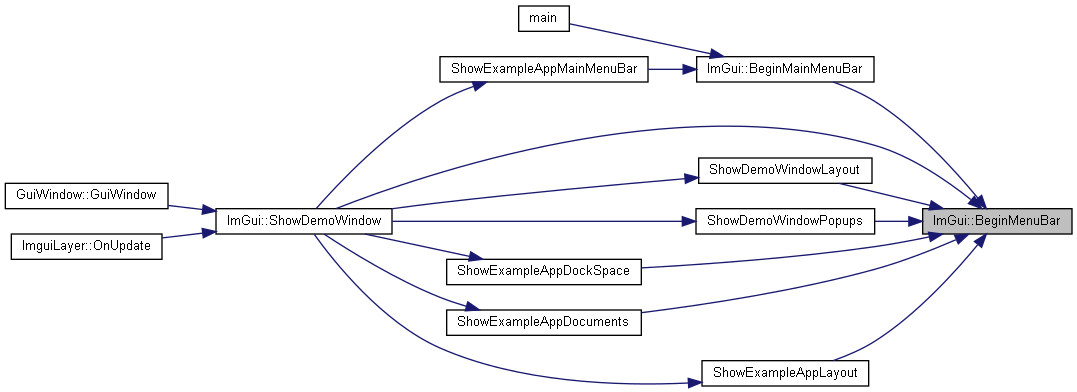 main
ShowExampleAppMainMenuBar
ImGui::BeginMainMenuBar
ShowDemoWindowLayout
GuiWindow::GuiWindow
ImGui::ShowDemoWindow
ShowDemoWindowPopups
ImGui::BeginMenuBar
ImguiLayer::OnUpdate
ShowExampleAppDockSpace
ShowExampleAppDocuments
ShowExampleAppLayout